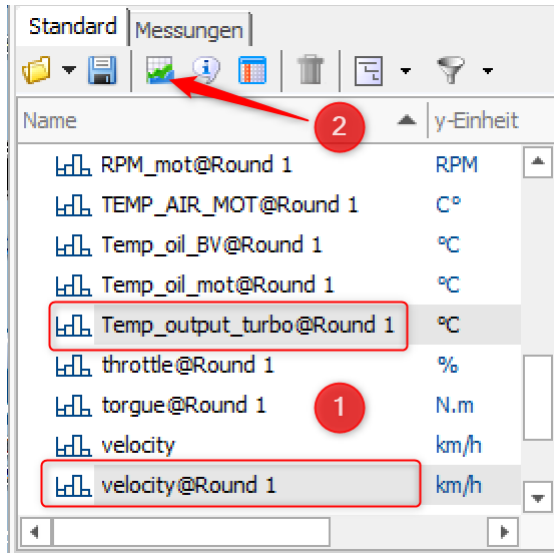 Standard Messungen
2
Name y-Einheit
RPM_mot@Round 1 RPM
TEMP_AIR_MOT@Round 1 C°
Temp_oil_BV@Round 1 °C
Temp_oil_mot@Round 1 °C
Temp_output_turbo@Round 1 °C
throttle@Round 1 %
torgue@Round 1 1 N.m
velocity km/h
velocity@Round 1 km/h